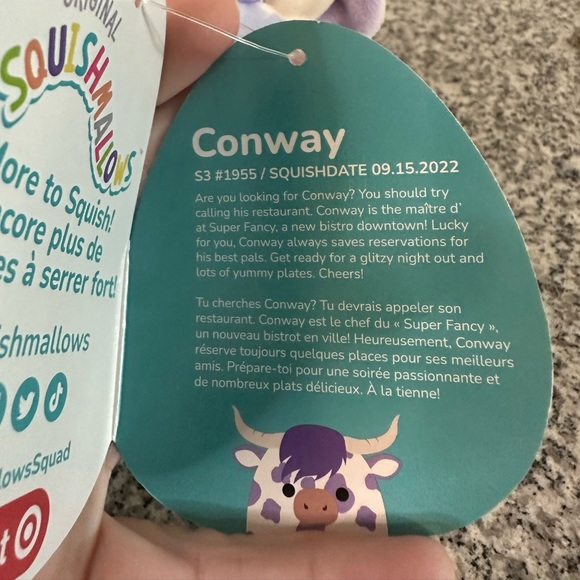 ORIGINAL
SQUISHMALLOWS
to Squish!
plus de
à serrer fort!
LowsSquad
Conway
S3 #1955 / SQUISHDATE 09.15.2022
Are you looking for Conway? You should try
calling his restaurant. Conway is the maître d'
at Super Fancy, a new bistro downtown! Lucky
for you, Conway always saves reservations for
his best pals. Get ready for a glitzy night out and
lots of yummy plates. Cheers!
Tu cherches Conway? Tu devrais appeler son
restaurant. Conway est le chef du « Super Fancy »,
un nouveau bistrot en ville! Heureusement, Conway
réserve toujours quelques places pour ses meilleurs
amis. Prépare-toi pour une soirée passionnante et
de nombreux plats délicieux. À la tienne!